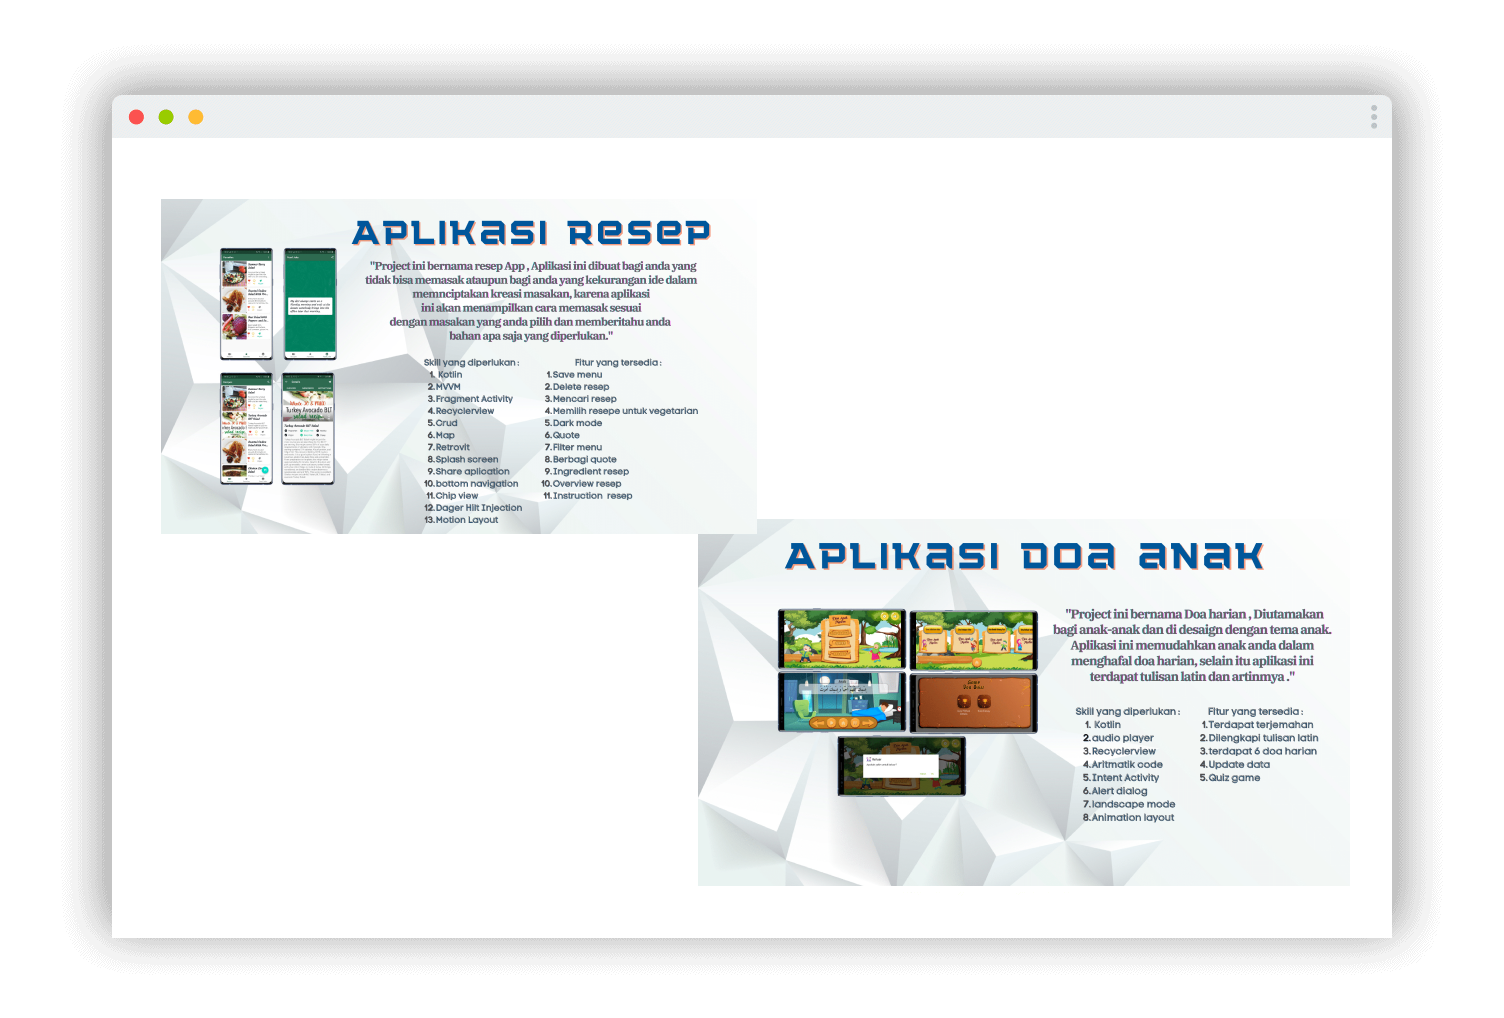 APLIKASI RESEP
"Project ini bernama resep App , Aplikasi ini dibuat bagi anda yang
tidak bisa memasak ataupun bagi anda yang kekurangan ide dalam
memnciptakan kreasi masakan, karena aplikasi
ini akan menampilkan cara memasak sesuai
dengan masakan yang anda pilih dan memberitahu anda
bahan apa saja yang diperlukan."
Skill yang diperlukan :
1. Kotlin
2.MVVM
3.Fragment Activity
4.Recyclerview
5.Crud
6.Map
7.Retrovit
8.Splash screen
9.Share aplication
10.bottom navigation
11.Chip view
12.Dager Hilt Injection
13.Motion Layout
Fitur yang tersedia :
1.Save menu
2.Delete resep
3.Mencari resep
4.Memilih resepe untuk vegetarian
5.Dark mode
6.Quote
7.Filter menu
8.Berbagi quote
9.Ingredient resep
10.Overview resep
11.Instruction resep
Turkey Avocado BLT
Turkey Avocado BLT Salad
APLIKASI DOA ANAK
"Project ini bernama Doa harian , Diutamakan
bagi anak-anak dan di desaign dengan tema anak.
Aplikasi ini memudahkan anak anda dalam
menghafal doa harian, selain itu aplikasi ini
terdapat tulisan latin dan artinmya ."
Skill yang diperlukan :
1. Kotlin
2.audio player
3.Recyclerview
4.Aritmatik code
5.Intent Activity
6.Alert dialog
7.landscape mode
8.Animation layout
Fitur yang tersedia :
1.Terdapat terjemahan
2.Dilengkapi tulisan latin
3.terdapat 6 doa harian
4.Update data
5.Quiz game